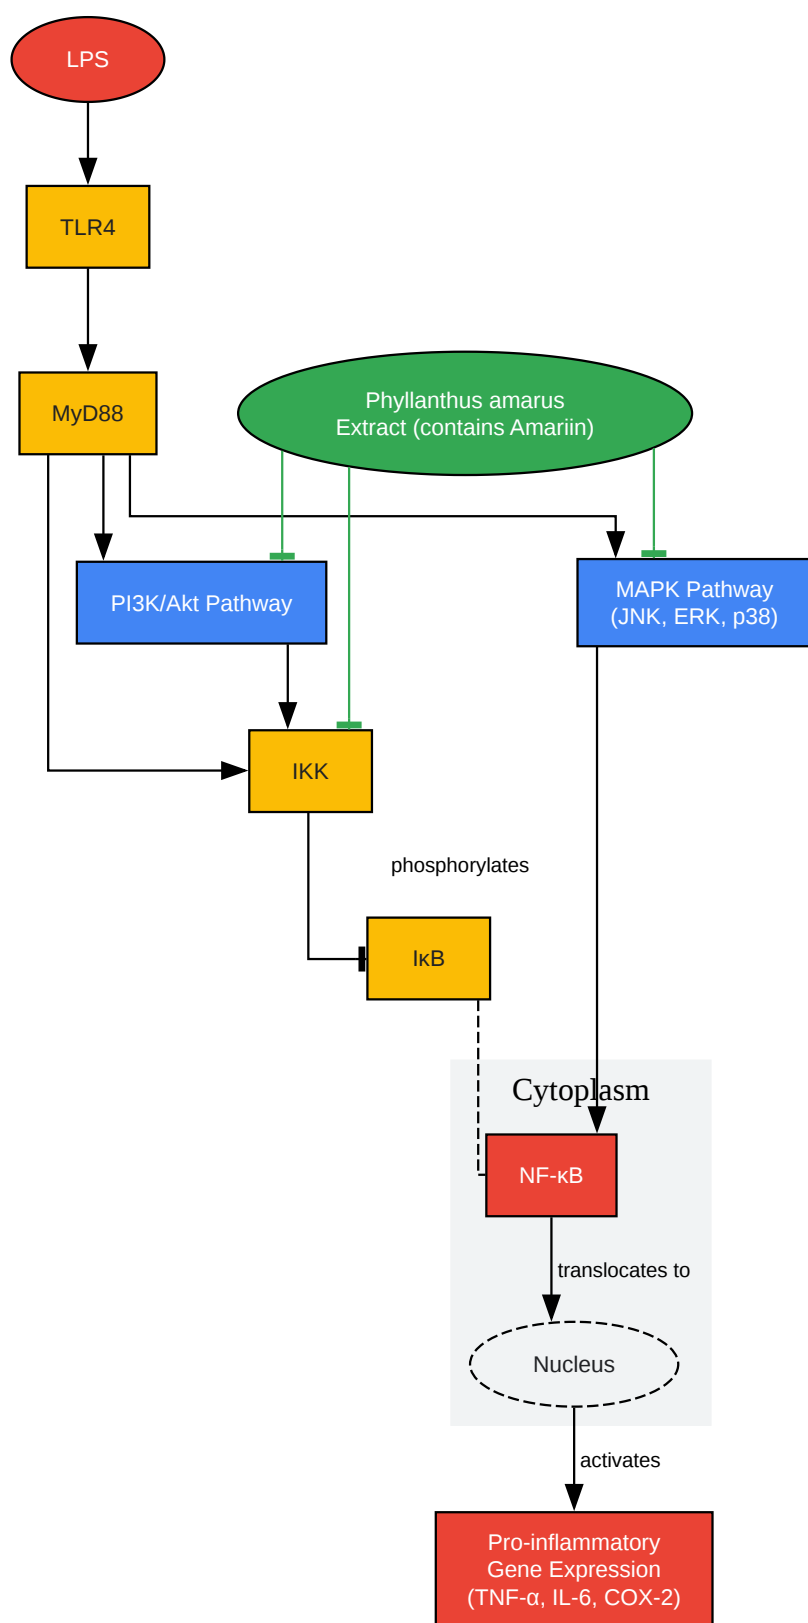 LPS
TLR4
MyD88
Phyllanthus amarus
Extract (contains Amariin)
PI3K/Akt Pathway
MAPK Pathway
(JNK, ERK, p38)
IKK
phosphorylates
IκB
Cytoplasm
NF-κB
translocates to
Nucleus
activates
Pro-inflammatory
Gene Expression
(TNF-α, IL-6, COX-2)